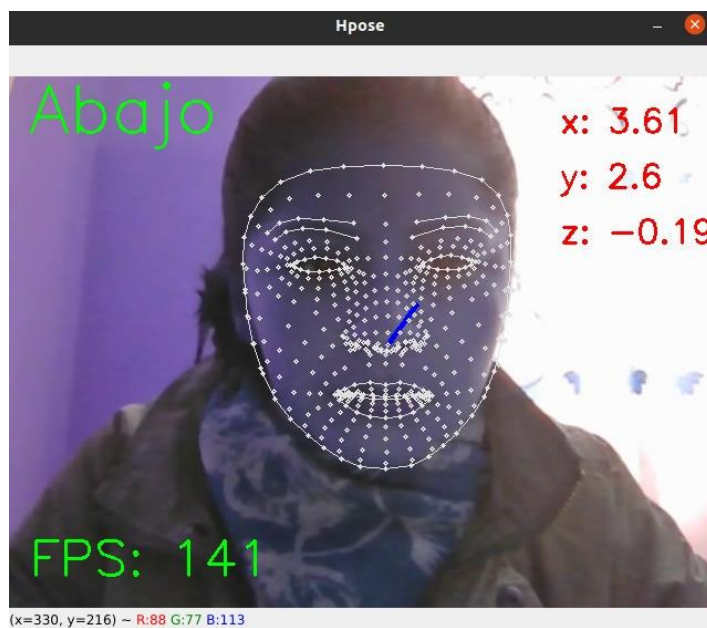 Hpose
Abajo
x: 3.61
y: 2.6
z: -0.19
FPS: 141
(x=330, y=216) ~ R:88 G:77 B:113